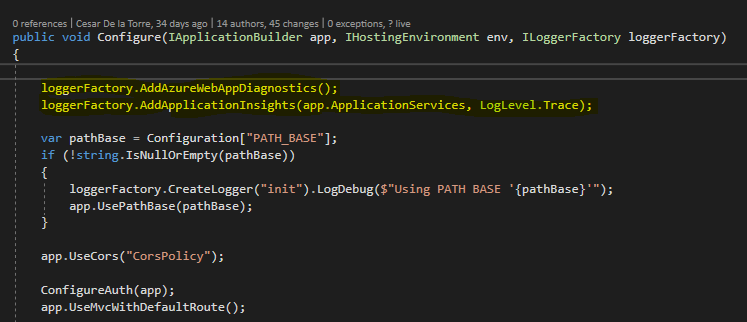 0 references | Cesar De la Torre, 34 days ago | 14 authors, 45 changes | 0 exceptions, ? live
public void Configure(IApplicationBuilder app, IHostingEnvironment env, ILoggerFactory loggerFactory)
{
loggerFactory.AddAzureWebAppDiagnostics();
loggerFactory.AddApplicationInsights(app.ApplicationServices, LogLevel.Trace);
var pathBase = Configuration["PATH_BASE"];
if (!string.IsNullOrEmpty(pathBase))
{
loggerFactory.CreateLogger("init").LogDebug($"Using PATH BASE '{pathBase}'");
app.UsePathBase(pathBase);
}
app.UseCors("CorsPolicy");
ConfigureAuth(app);
app.UseMvcWithDefaultRoute();